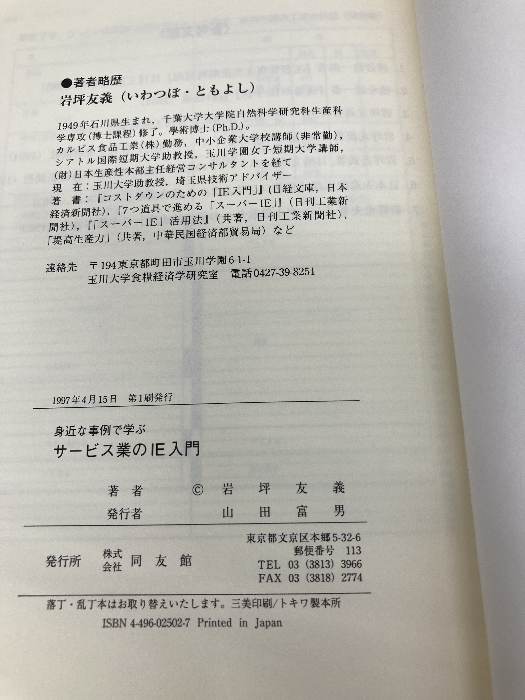 ●著者略歴
岩坪友義（いわつぼ・ともよし）
1949年石川県生まれ，千葉大学大学院自然科学研究科生産科
学専攻（博士課程）修了。學術博士（Ph.D.）。
カルビス食品工業（株）勤務，中小企業大学校講師（非常勤），
シアトル国際短期大学助教授，玉川学園女子短期大学講師，
（財）日本生産性本部主任経営コンサルタントを経て
現　在：玉川大学助教授，埼玉県技術アドバイザー
著　書：『コストダウンのための「IE入門」』（日経文庫，日本
経済新聞社），『7つ道具で進める「スーパーIE」』（日刊工業新
聞社），『「スーパーIE」活用法』（共著，日刊工業新聞社），
「提高生産力」（共著，中華民国経済部貿易局）など
連絡先　〒194東京都町田市玉川学園6-1-1
玉川大学食糧経済学研究室　電話0427-39-8251
1997年4月15日　第1刷発行
身近な事例で学ぶ
サービス業のIE入門
著者　©　岩坪友義
発行者　山田富男
発行所　株式会社　同友館
東京都文京区本郷5-32-6
郵便番号　113
TEL 03 (3813) 3966
FAX 03 (3818) 2774
落丁・乱丁本はお取り替えいたします。三美印刷/トキワ製本所
ISBN 4-496-02502-7 Printed in Japan